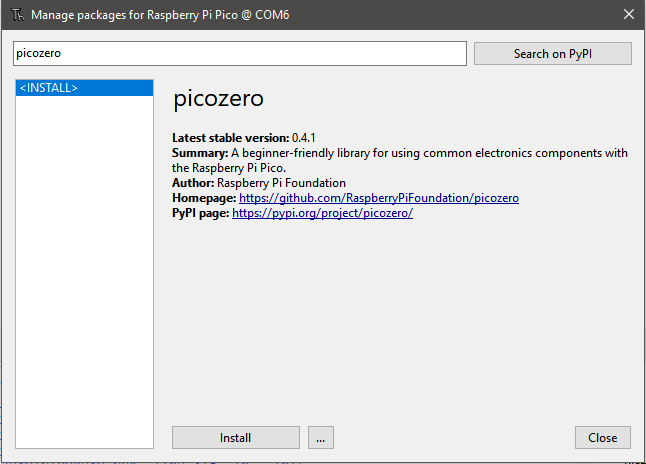 Manage packages for Raspberry Pi Pico @ COM6
picozero
Search on PyPI
<INSTALL>
picozero
Latest stable version: 0.4.1
Summary: A beginner-friendly library for using common electronics components with
the Raspberry Pi Pico.
Author: Raspberry Pi Foundation
Homepage: https://github.com/RaspberryPiFoundation/picozero
PyPI page: https://pypi.org/project/picozero/
Install
...
Close